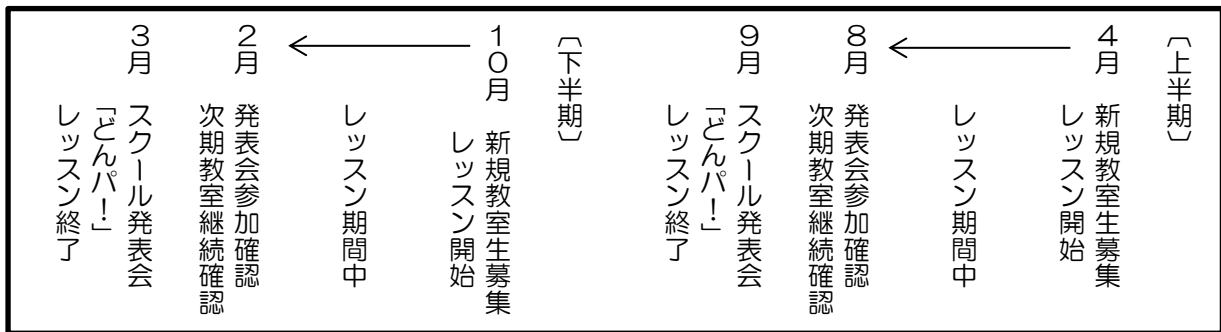 〔上半期〕
4月　新規教室生募集
レッスン開始
レッスン期間中
8月　発表会参加確認
次期教室継続確認
9月　スクール発表会
「どんパ!」
レッスン終了
〔下半期〕
10月　新規教室生募集
レッスン開始
レッスン期間中
2月　発表会参加確認
次期教室継続確認
3月　スクール発表会
「どんパ!」
レッスン終了